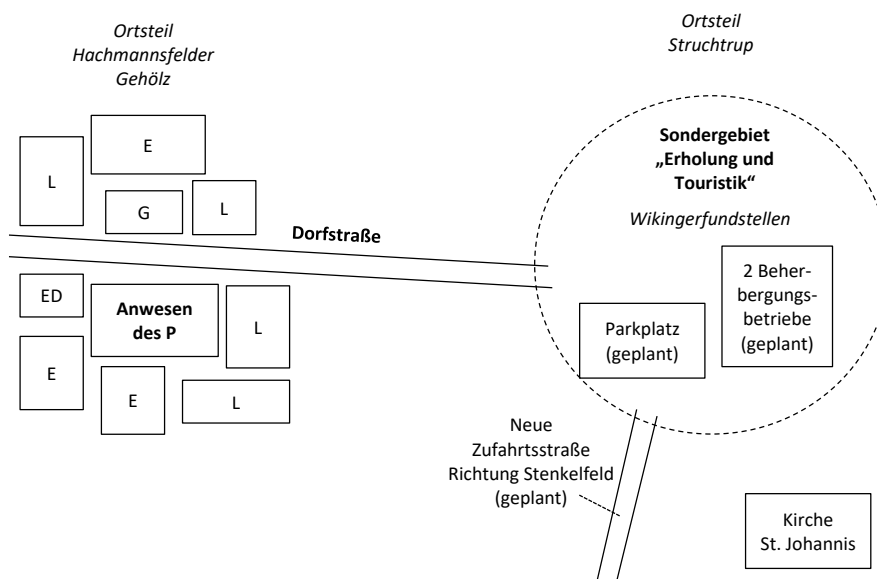 Ortsteil
Hachmannsfelder
Gehölz
Ortsteil
Struchtrup
E
L
G
L
Dorfstraße
Sondergebiet
„Erholung und
Touristik“
Wikingerfundstellen
ED
Anwesen
des P
L
E
E
L
Parkplatz
(geplant)
2 Beher-
bergungs-
betriebe
(geplant)
Neue
Zufahrtsstraße
Richtung Stenkelfeld
(geplant)
Kirche
St. Johannis